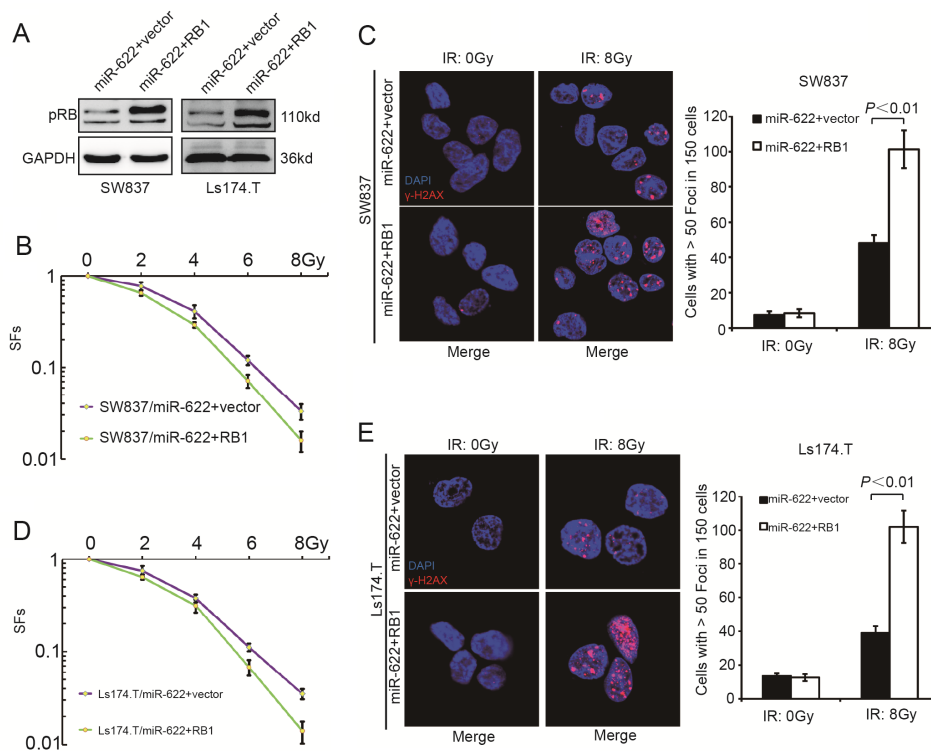 A
miR-622+vector
miR-622+RB1
miR-622+vector
miR-622+RB1
pRB
110kd
GAPDH
36kd
SW837
Ls174.T
B
0 2 4 6 8Gy
1
0.1
0.01
SFs
SW837/miR-622+vector
SW837/miR-622+RB1
D
0 2 4 6 8Gy
1
0.1
0.01
SFs
Ls174.T/miR-622+vector
Ls174.T/miR-622+RB1
C
IR: 0Gy
IR: 8Gy
SW837
miR-622+vector
miR-622+RB1
DAPI
γ-H2AX
Merge
Merge
SW837
P<0.01
miR-622+vector
miR-622+RB1
Cells with > 50 Foci in 150 cells
120
100
80
60
40
20
0
IR: 0Gy
IR: 8Gy
E
IR: 0Gy
IR: 8Gy
Ls174.T
miR-622+vector
miR-622+RB1
DAPI
γ-H2AX
Merge
Merge
Ls174.T
P<0.01
miR-622+vector
miR-622+RB1
Cells with > 50 Foci in 150 cells
120
100
80
60
40
20
0
IR: 0Gy
IR: 8Gy